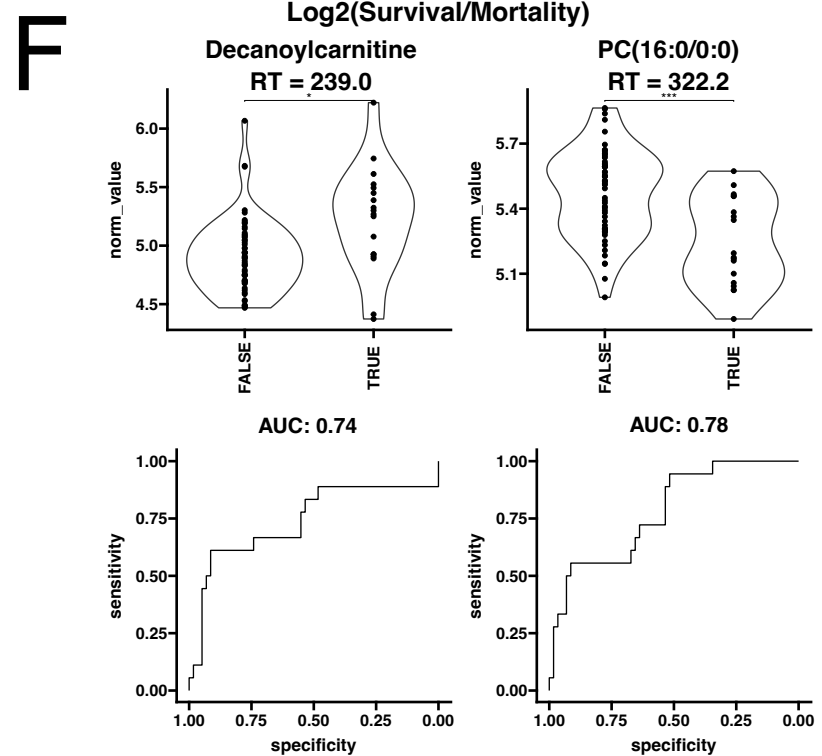 F
Log2(Survival/Mortality)
Decanoylcarnitine
RT = 239.0
*
norm_value
6.0
5.5
5.0
4.5
FALSE
TRUE
PC(16:0/0:0)
RT = 322.2
***
norm_value
5.7
5.4
5.1
FALSE
TRUE
AUC: 0.74
sensitivity
1.00
0.75
0.50
0.25
0.00
1.00 0.75 0.50 0.25 0.00
specificity
AUC: 0.78
sensitivity
1.00
0.75
0.50
0.25
0.00
1.00 0.75 0.50 0.25 0.00
specificity